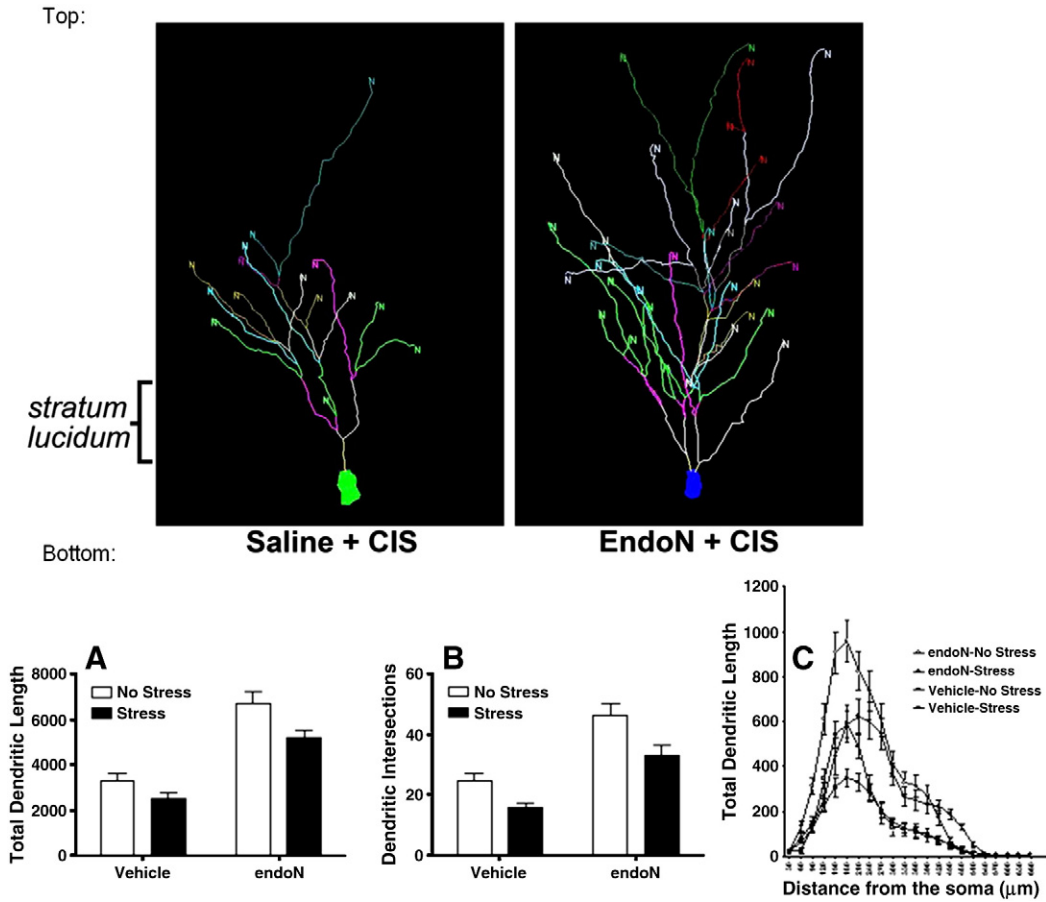 Top:
stratum
lucidum
Saline + CIS
EndoN + CIS
Bottom:
A
Total Dendritic Length
8000
6000
4000
2000
0
No Stress
Stress
Vehicle
endoN
B
Dendritic Intersections
60
40
20
0
No Stress
Stress
Vehicle
endoN
C
Total Dendritic Length
1200
1000
800
600
400
200
0
endoN-No Stress
endoN-Stress
Vehicle-No Stress
Vehicle-Stress
Distance from the soma (μm)